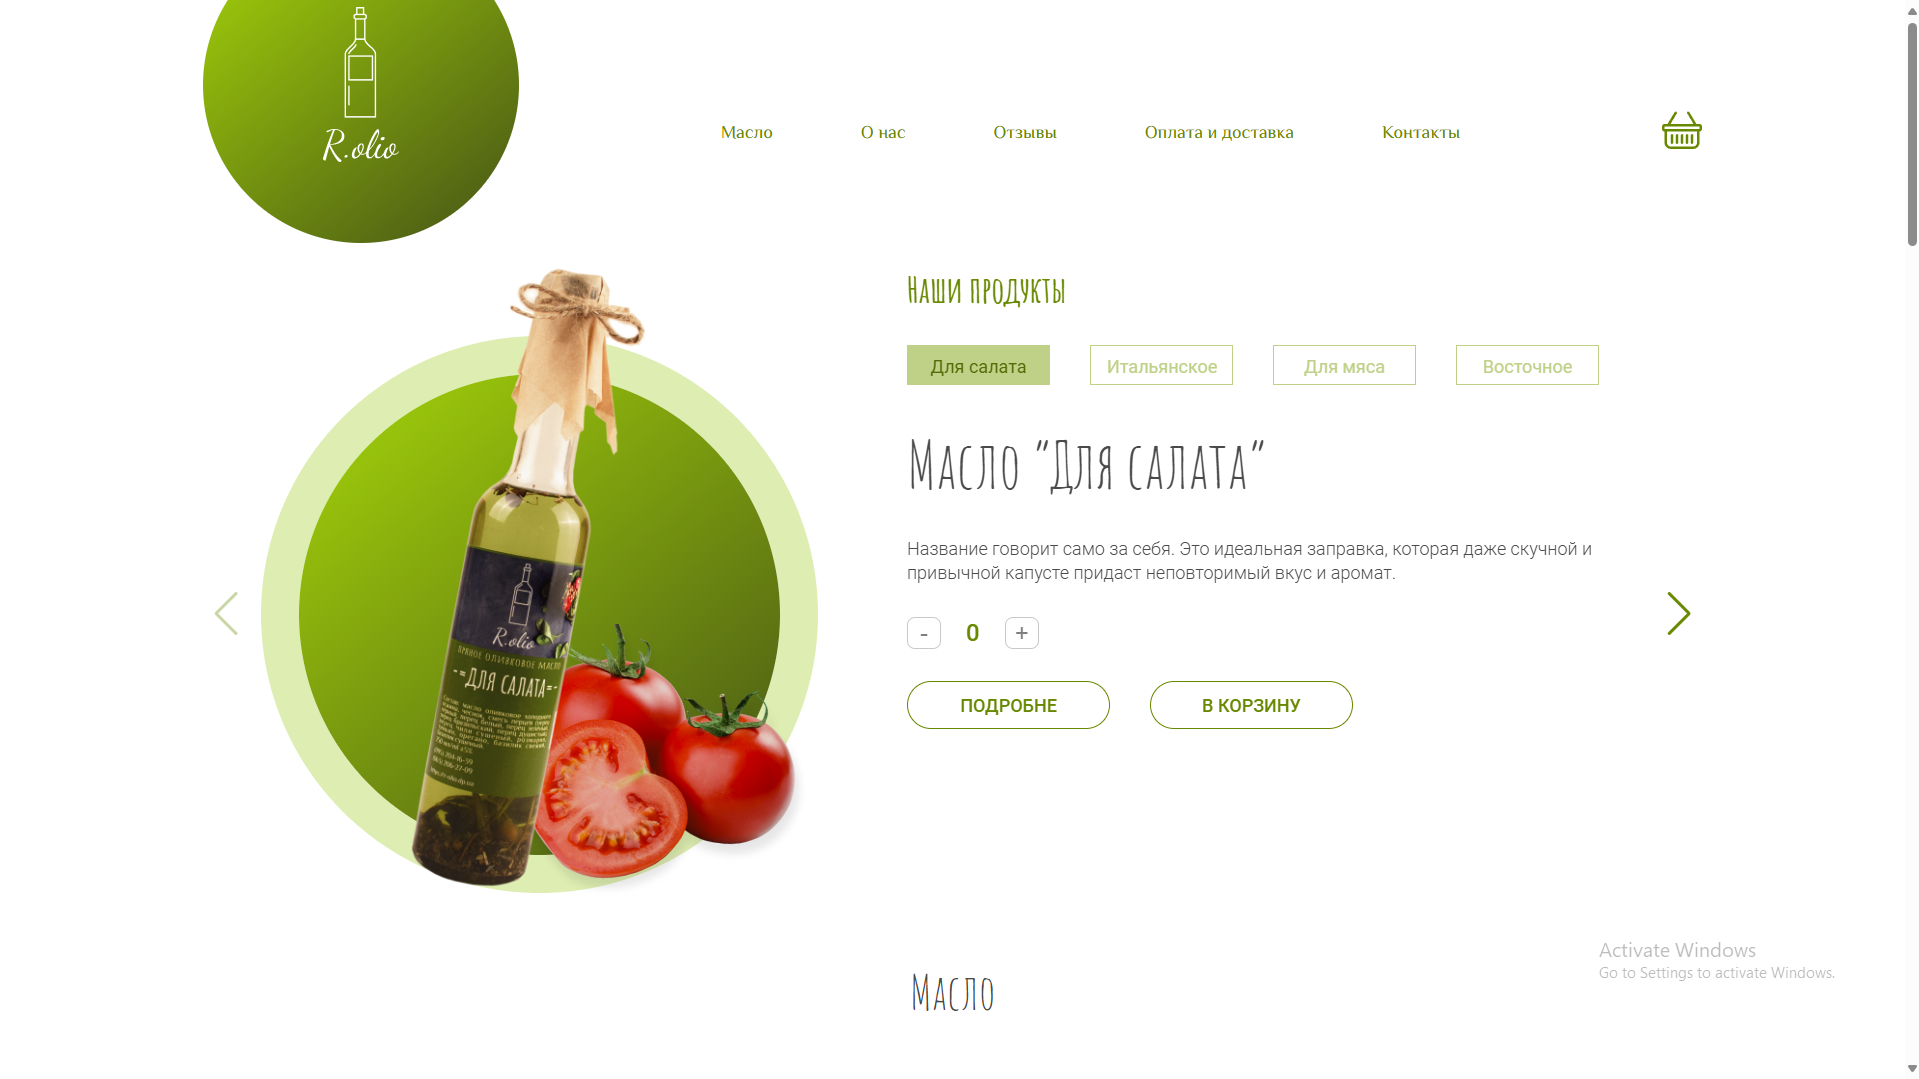 R.olio
Масло
О нас
Отзывы
Оплата и доставка
Контакты
Наши продукты
Для салата
Итальянское
Для мяса
Восточное
Масло "Для салата"
Название говорит само за себя. Это идеальная заправка, которая даже скучной и
привычной капусте придаст неповторимый вкус и аромат.
- 0 +
ПОДРОБНЕ
В КОРЗИНУ
R.olio
ПРЯНОЕ ОЛИВКОВОЕ МАСЛО
-=ДЛЯ САЛАТА=-
Масло
Activate Windows
Go to Settings to activate Windows.